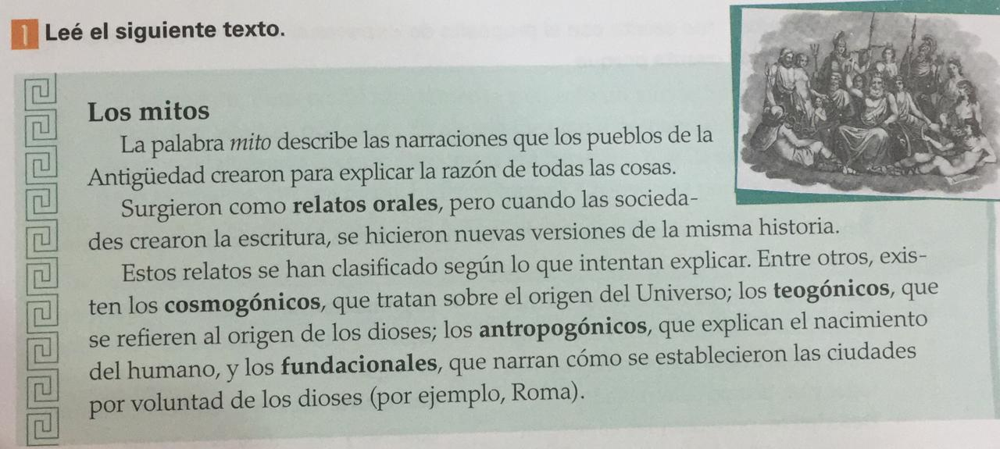 1 Leé el siguiente texto.
Los mitos
La palabra mito describe las narraciones que los pueblos de la
Antigüedad crearon para explicar la razón de todas las cosas.
Surgieron como relatos orales, pero cuando las socieda-
des crearon la escritura, se hicieron nuevas versiones de la misma historia.
Estos relatos se han clasificado según lo que intentan explicar. Entre otros, exis-
ten los cosmogónicos, que tratan sobre el origen del Universo; los teogónicos, que
se refieren al origen de los dioses; los antropogónicos, que explican el nacimiento
del humano, y los fundacionales, que narran cómo se establecieron las ciudades
por voluntad de los dioses (por ejemplo, Roma).